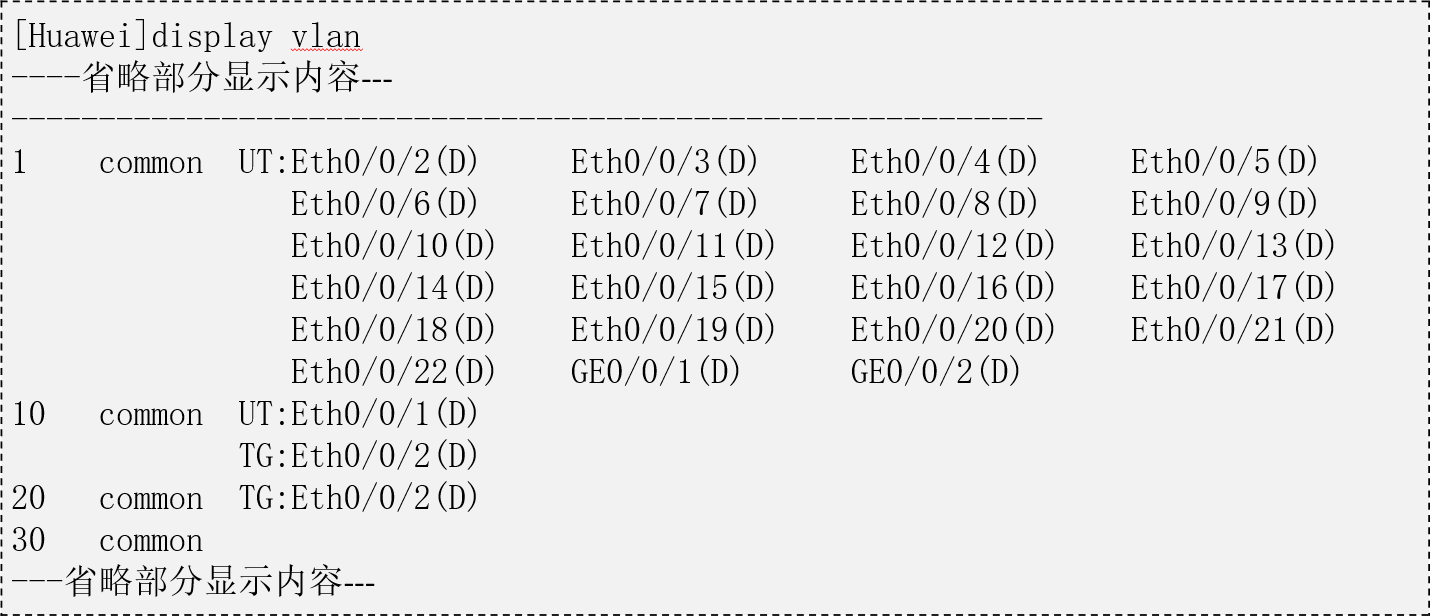 [Huawei]display vlan
----省略部分显示内容---
-----------------------------------------------------------
1    common  UT:Eth0/0/2(D)     Eth0/0/3(D)     Eth0/0/4(D)     Eth0/0/5(D)
                Eth0/0/6(D)     Eth0/0/7(D)     Eth0/0/8(D)     Eth0/0/9(D)
                Eth0/0/10(D)    Eth0/0/11(D)    Eth0/0/12(D)    Eth0/0/13(D)
                Eth0/0/14(D)    Eth0/0/15(D)    Eth0/0/16(D)    Eth0/0/17(D)
                Eth0/0/18(D)    Eth0/0/19(D)    Eth0/0/20(D)    Eth0/0/21(D)
                Eth0/0/22(D)    GE0/0/1(D)      GE0/0/2(D)
10   common  UT:Eth0/0/1(D)
             TG:Eth0/0/2(D)
20   common  TG:Eth0/0/2(D)
30   common
---省略部分显示内容---